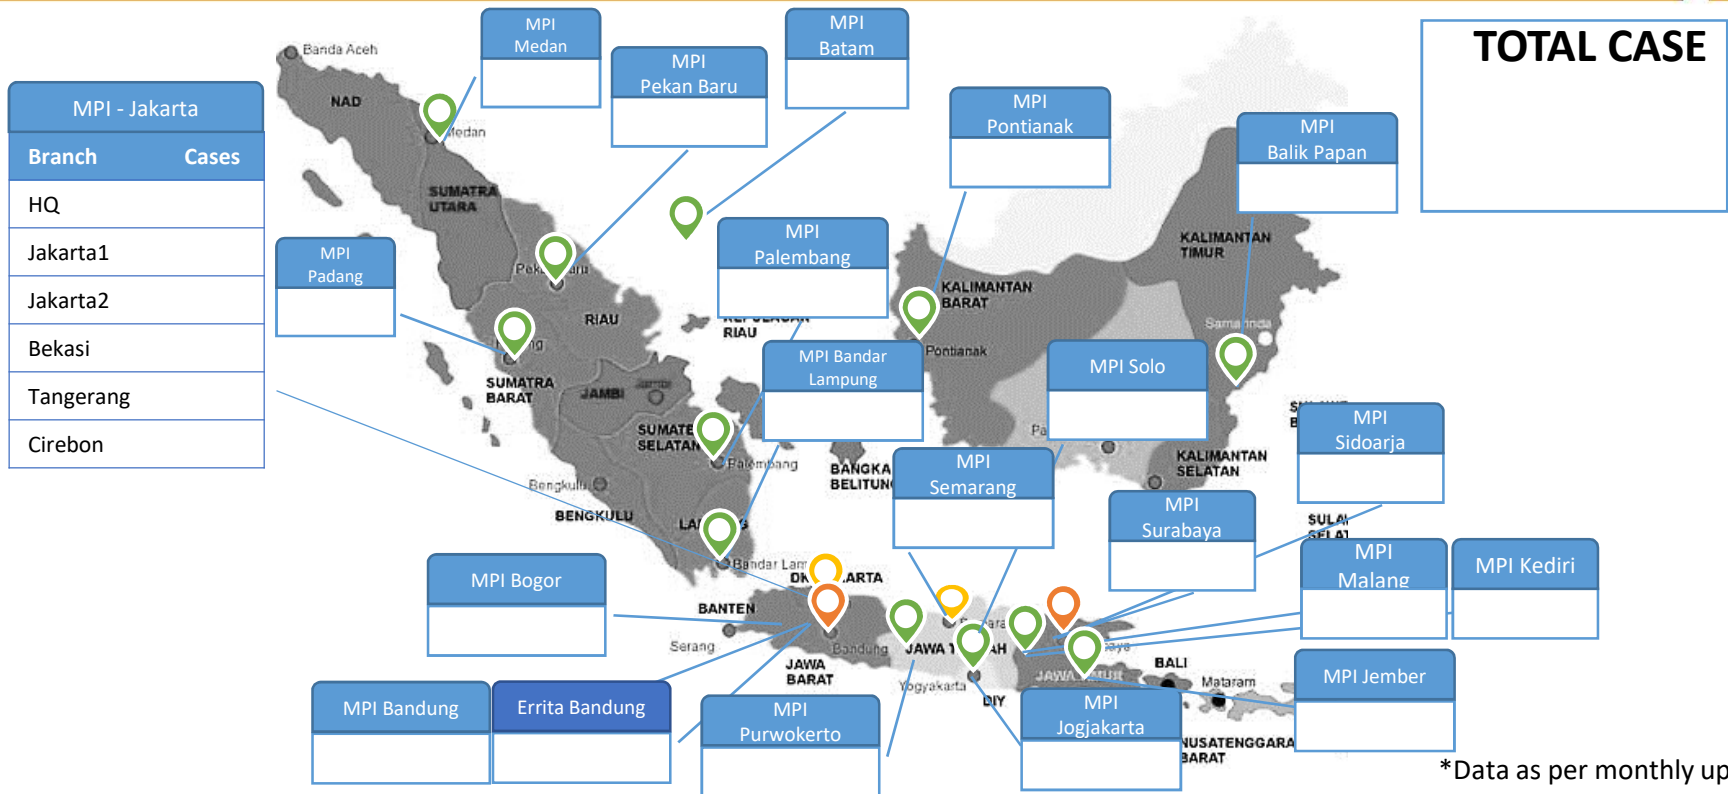 TOTAL CASE
MPI
Medan
MPI
Pekan Baru
MPI
Batam
MPI
Pontianak
MPI
Balik Papan
MPI - Jakarta
Branch Cases
HQ
Jakarta1
Jakarta2
Bekasi
Tangerang
Cirebon
Banda Aceh
NAD
Medan
SUMATRA
UTARA
MPI
Padang
MPI
Palembang
KALIMANTAN
TIMUR
KALIMANTAN
BARAT
RIAU
RIAU
Samarinda
Pontianak
MPI Bandar
Lampung
MPI Solo
SUMATRA
BARAT
JAMBI
Jambi
SELATAN
Palembang
Bengkulu
BENGKULU
BANGKA
MPI
Semarang
KALIMANTAN
SELATAN
MPI
Sidoarja
MPI
Surabaya
MPI
Malang
MPI Kediri
Bandar
MPI Bogor
BANTEN
Serang
Bandung
JAWA
BARAT
JAWA
Yogyakarta
DIY
JAWA TIMUR
BALI
Mataram
NUSATENGGARA
BARAT
MPI Bandung
Errita Bandung
MPI
Purwokerto
MPI
Jogjakarta
MPI Jember
*Data as per monthly up